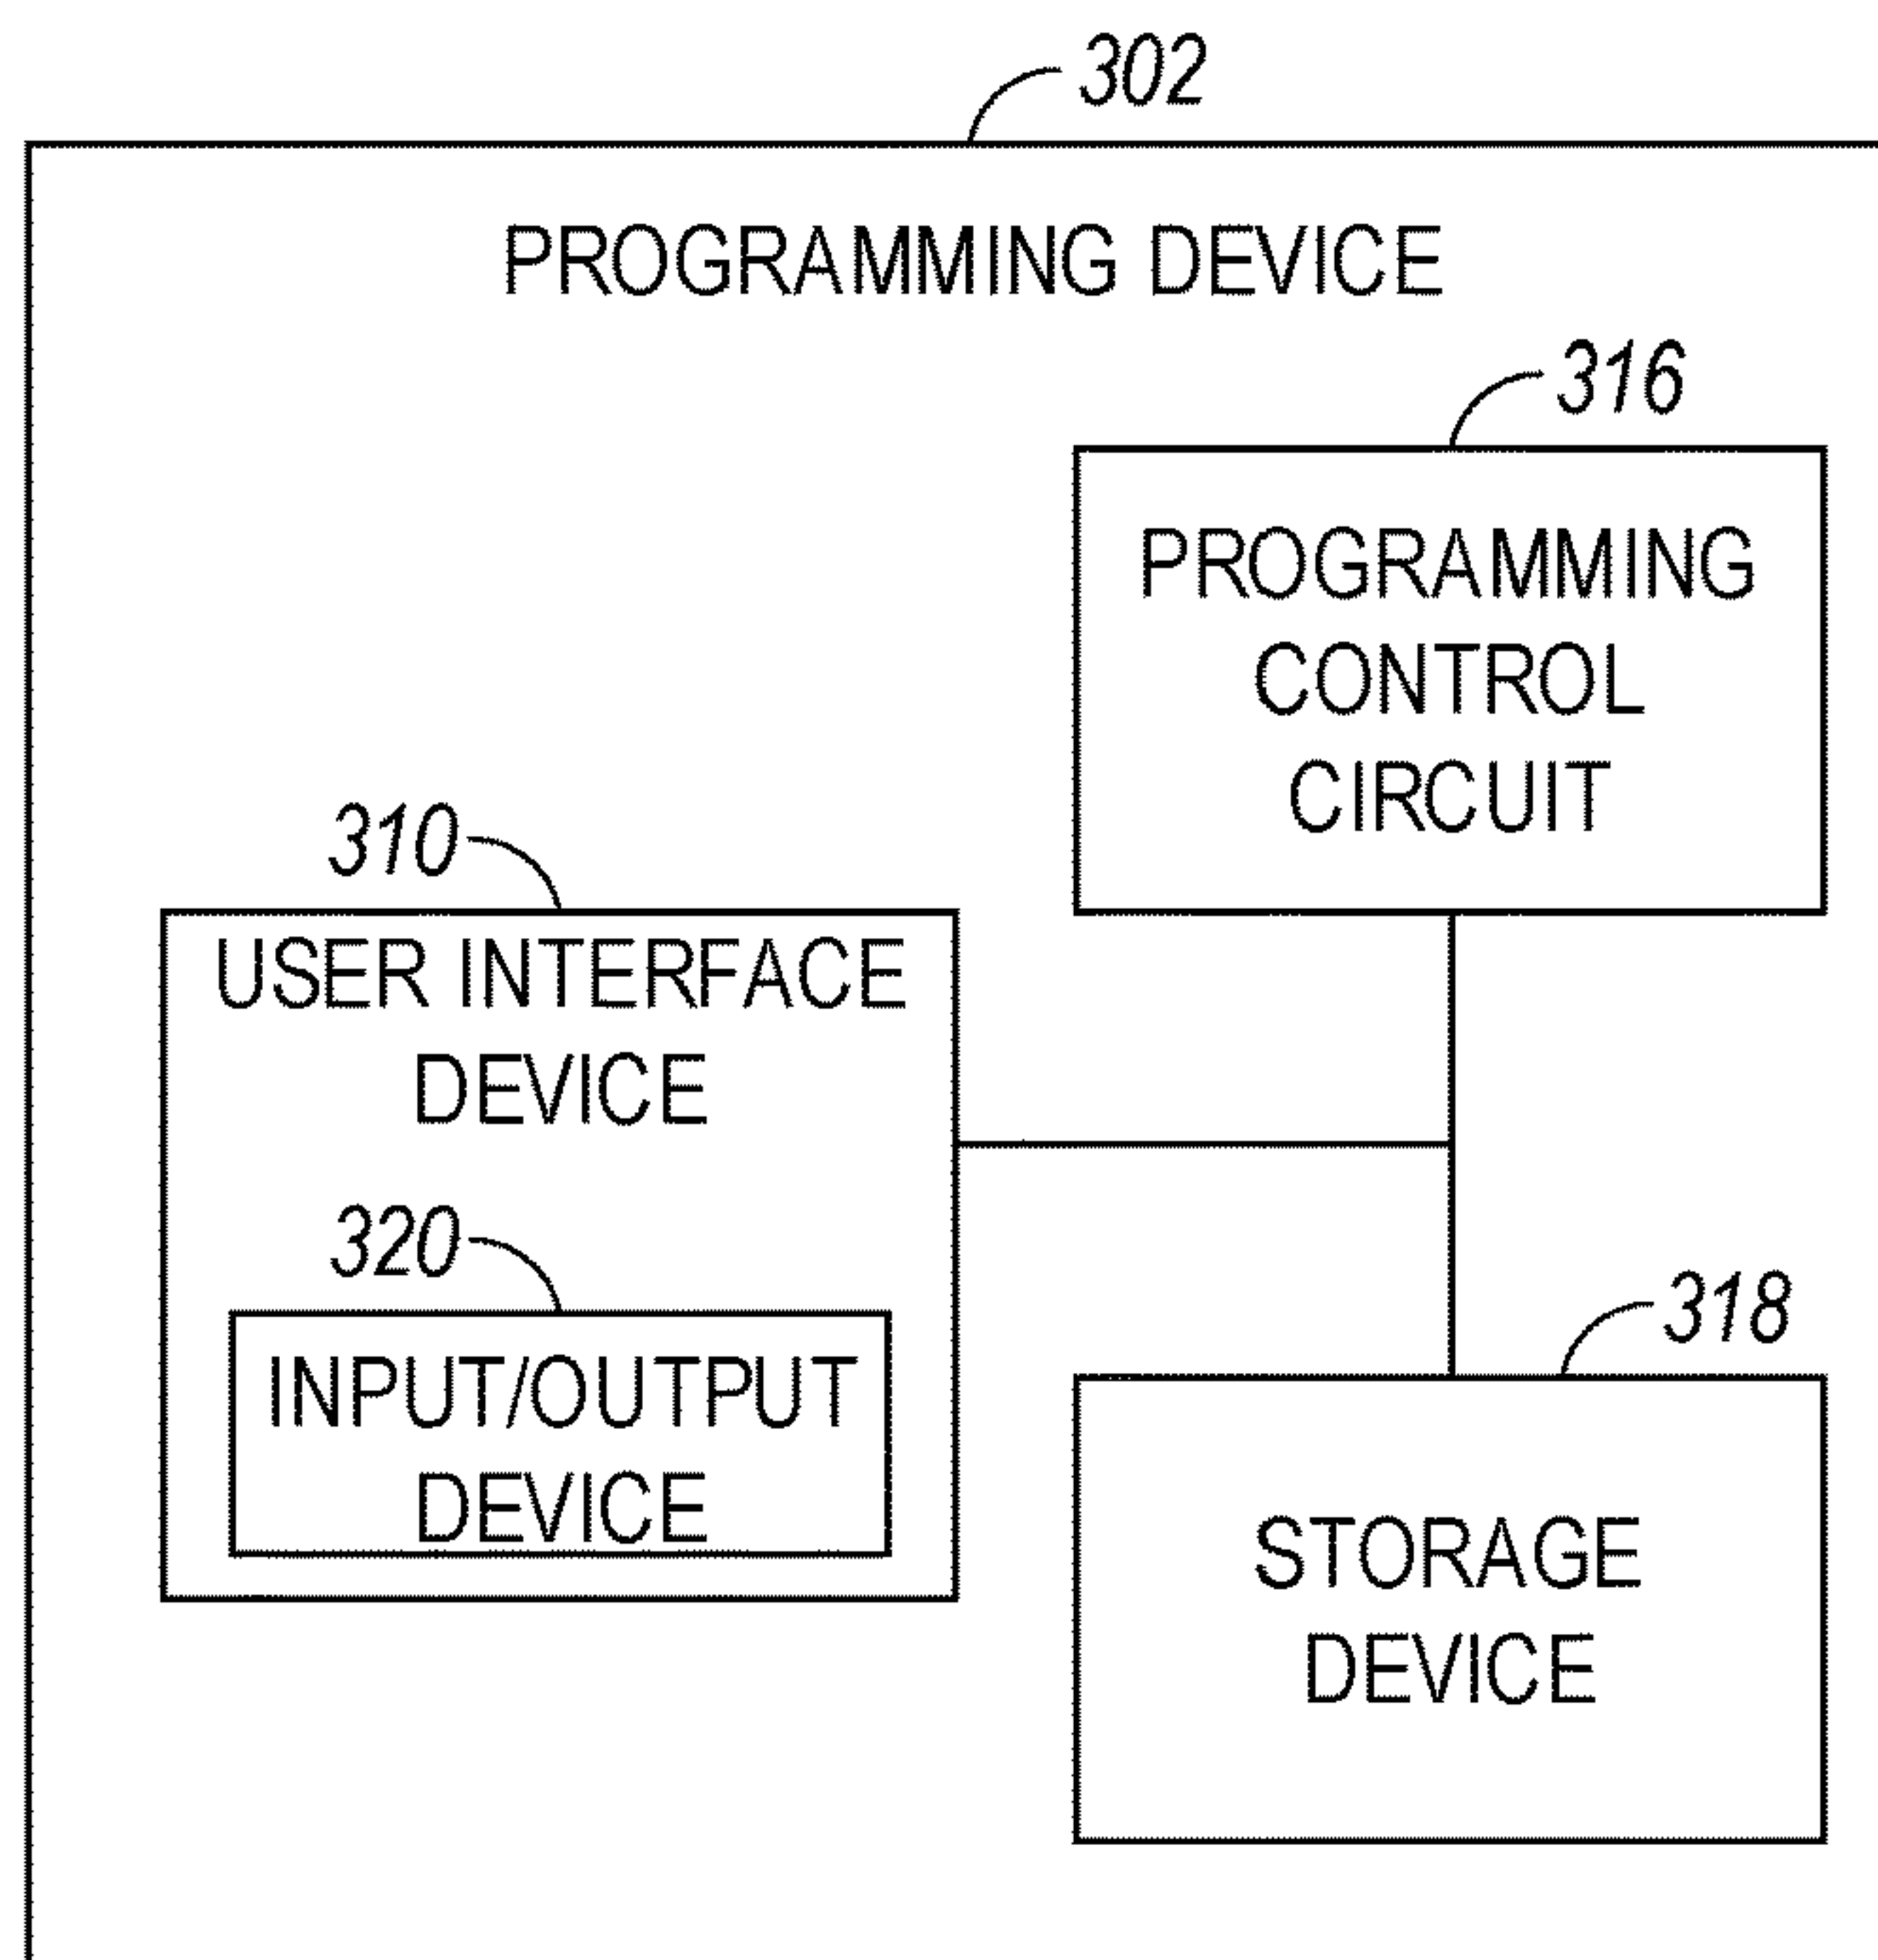 302
PROGRAMMING DEVICE
316
PROGRAMMING
CONTROL
CIRCUIT
310
USER INTERFACE
DEVICE
320
INPUT/OUTPUT
DEVICE
318
STORAGE
DEVICE